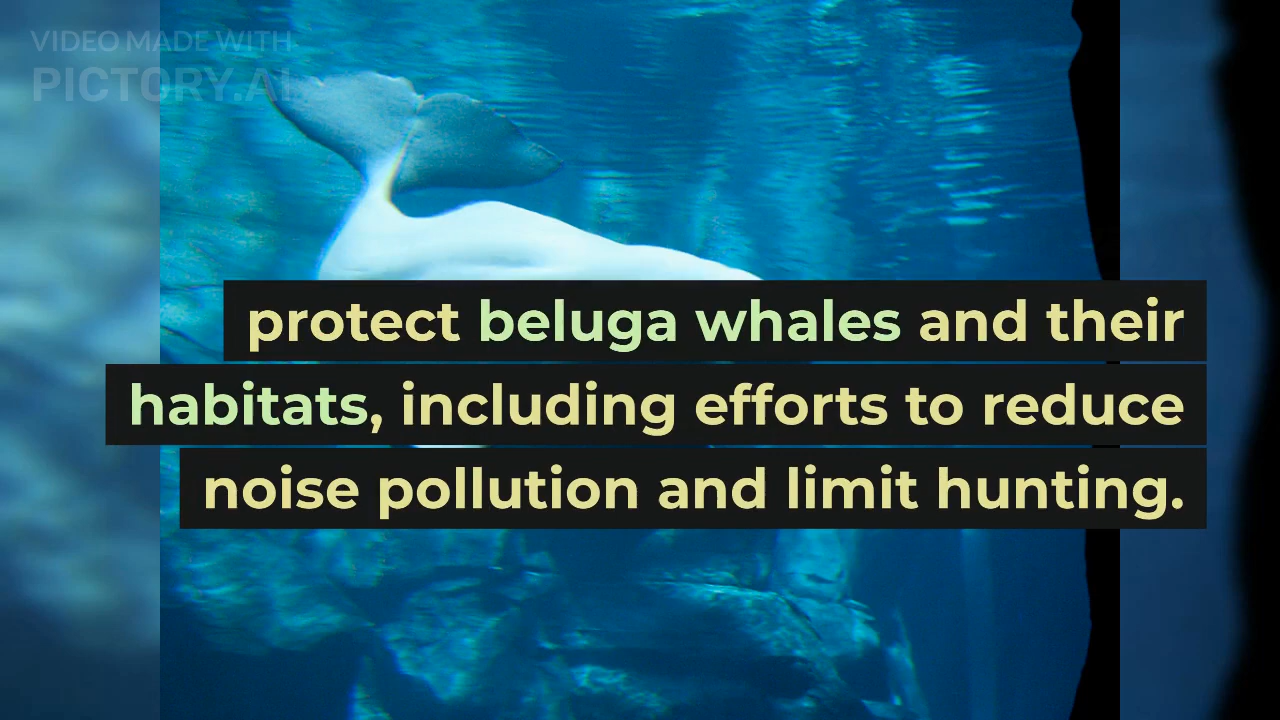 VIDEO MADE WITH
PICTORY.AI
protect beluga whales and their
habitats, including efforts to reduce
noise pollution and limit hunting.